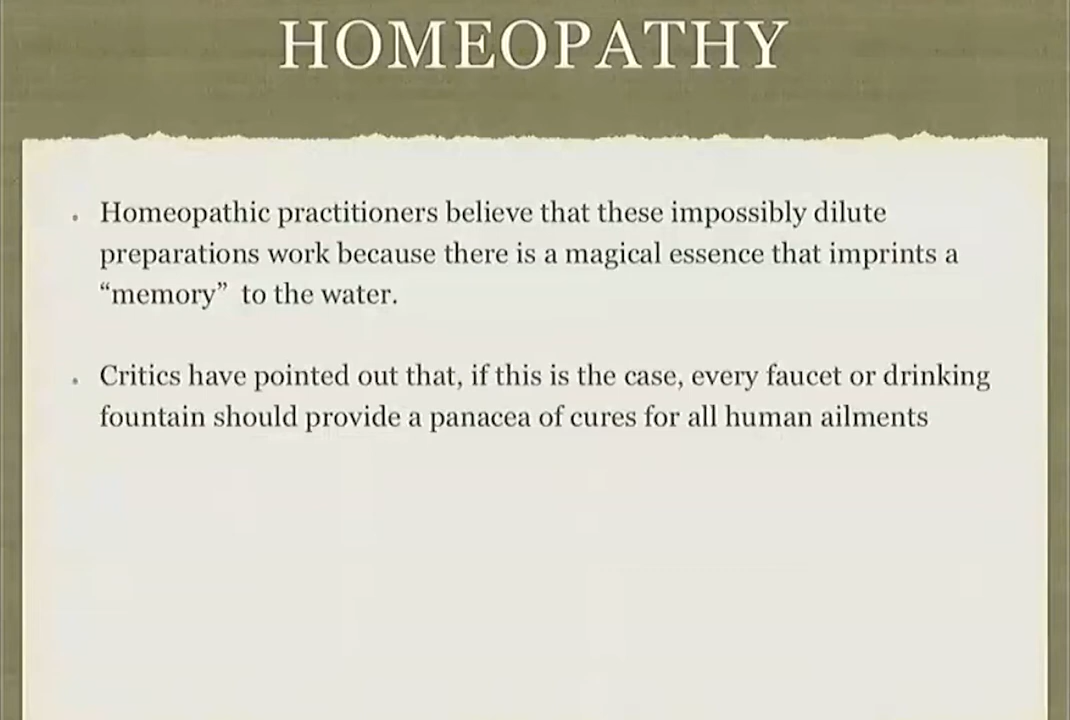 HOMEOPATHY
• Homeopathic practitioners believe that these impossibly dilute
preparations work because there is a magical essence that imprints a
“memory” to the water.
• Critics have pointed out that, if this is the case, every faucet or drinking
fountain should provide a panacea of cures for all human ailments